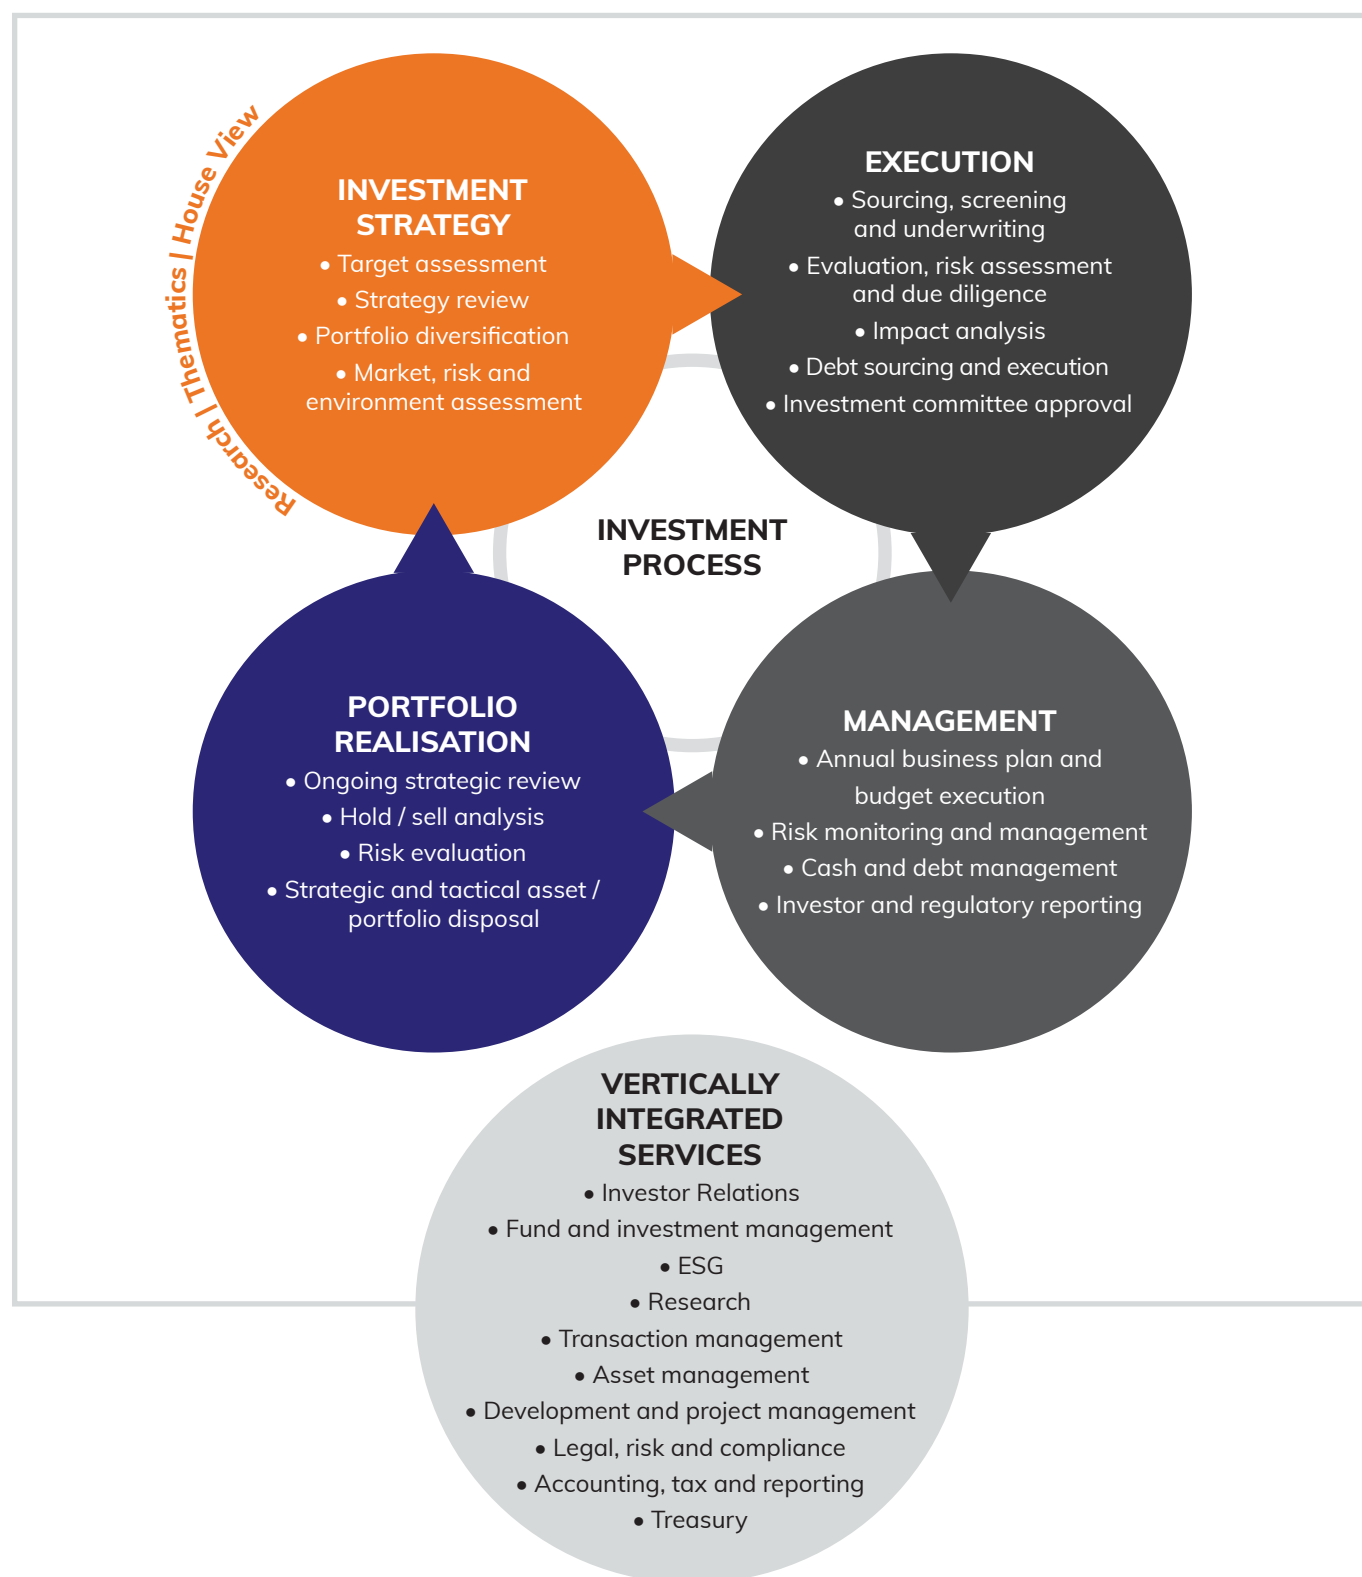 Research | Thematics | House View
INVESTMENT
STRATEGY
• Target assessment
• Strategy review
• Portfolio diversification
• Market, risk and
environment assessment
EXECUTION
• Sourcing, screening
and underwriting
• Evaluation, risk assessment
and due diligence
• Impact analysis
• Debt sourcing and execution
• Investment committee approval
INVESTMENT
PROCESS
PORTFOLIO
REALISATION
• Ongoing strategic review
• Hold / sell analysis
• Risk evaluation
• Strategic and tactical asset /
portfolio disposal
MANAGEMENT
• Annual business plan and
budget execution
• Risk monitoring and management
• Cash and debt management
• Investor and regulatory reporting
VERTICALLY
INTEGRATED
SERVICES
• Investor Relations
• Fund and investment management
• ESG
• Research
• Transaction management
• Asset management
• Development and project management
• Legal, risk and compliance
• Accounting, tax and reporting
• Treasury